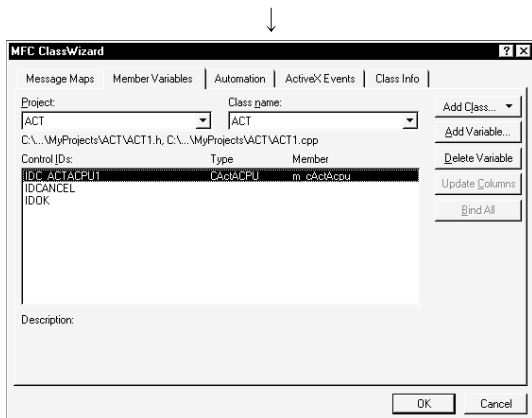 ↓
MFC ClassWizard
Message Maps Member Variables Automation ActiveX Events Class Info
Project: Class name:
ACT ACT
Add Class...
C:\...\MyProjects\ACT\ACT1.h, C:\...\MyProjects\ACT\ACT1.cpp
Add Variable...
Control IDs: Type Member
Delete Variable
IDC_ACTACPU1 CActACPU m_cActAcpu
IDCANCEL
Update Columns
IDOK
Bind All
Description:
OK Cancel